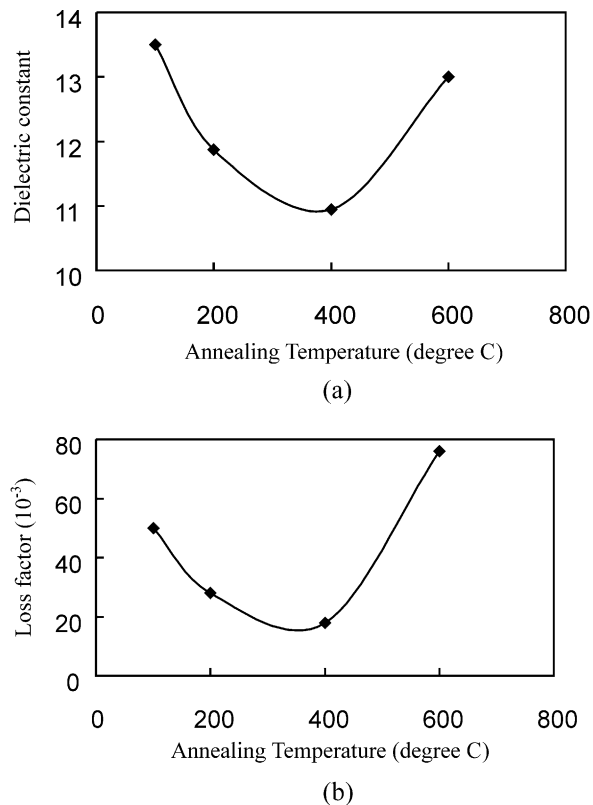 14
13
12
11
10
Dielectric constant
0 200 400 600 800
Annealing Temperature (degree C)
(a)
80
60
40
20
0
Loss factor (10⁻³)
0 200 400 600 800
Annealing Temperature (degree C)
(b)